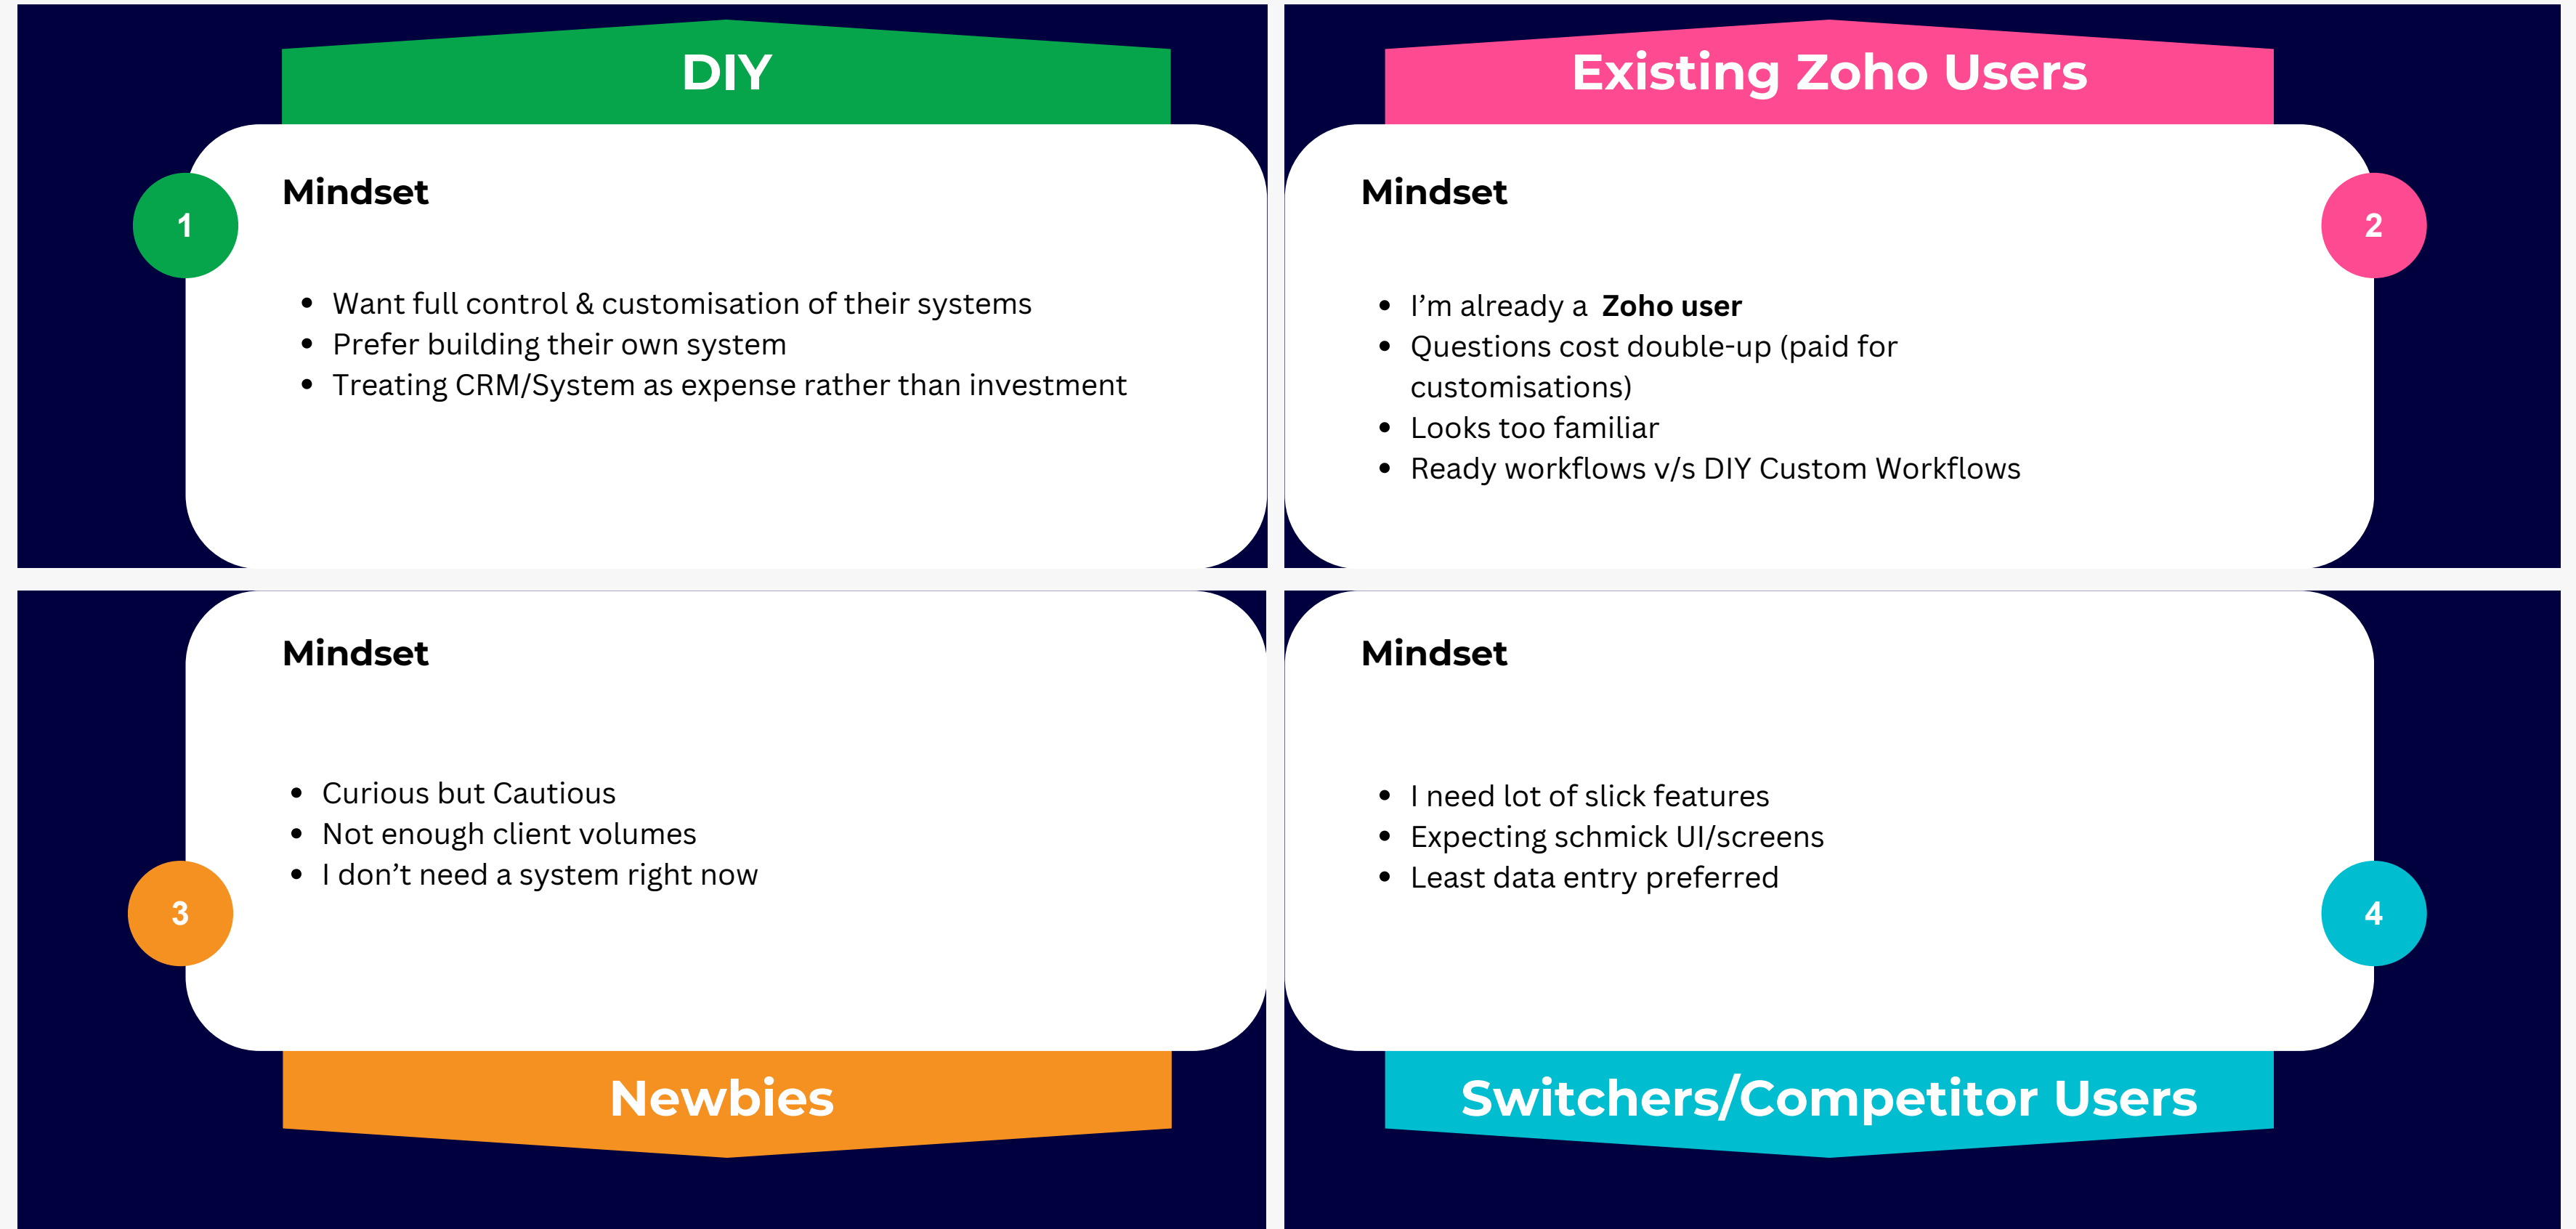 DIY
1
Mindset
• Want full control & customisation of their systems
• Prefer building their own system
• Treating CRM/System as expense rather than investment
Existing Zoho Users
2
Mindset
• I’m already a Zoho user
• Questions cost double-up (paid for
customisations)
• Looks too familiar
• Ready workflows v/s DIY Custom Workflows
Mindset
• Curious but Cautious
• Not enough client volumes
• I don’t need a system right now
3
Newbies
Mindset
• I need lot of slick features
• Expecting schmick UI/screens
• Least data entry preferred
4
Switchers/Competitor Users